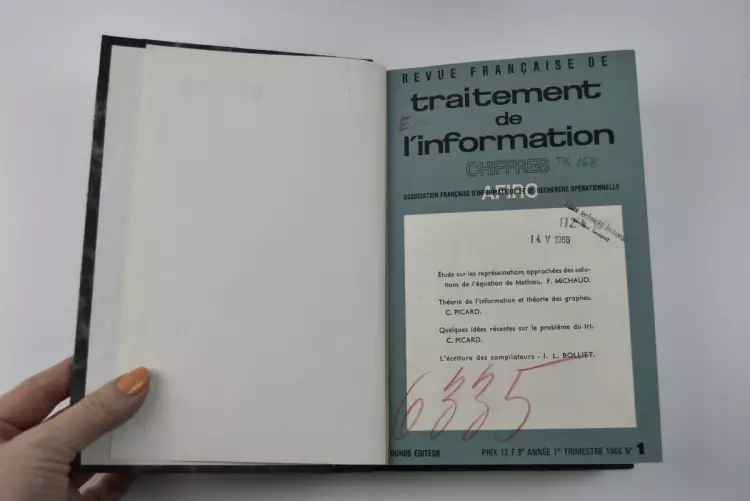 REVUE FRANÇAISE DE
traitement
de
l'information
E
CHIFFRES TK 168
ASSOCIATION FRANÇAISE D'INFORMATIQUE ET DE RECHERCHE OPÉRATIONNELLE
AFIRO
112
14 V 1966
Étude sur les représentations approchées des solu-
tions de l'équation de Mathieu. F. MICHAUD.
Théorie de l'information et théorie des graphes.
C. PICARD.
Quelques idées récentes sur le problème du tri.
C. PICARD.
L'écriture des compilateurs - I. L. BOLLIET.
6335
DUNOD ÉDITEUR PRIX 12 F 9e ANNÉE 1er TRIMESTRE 1966 N° 1